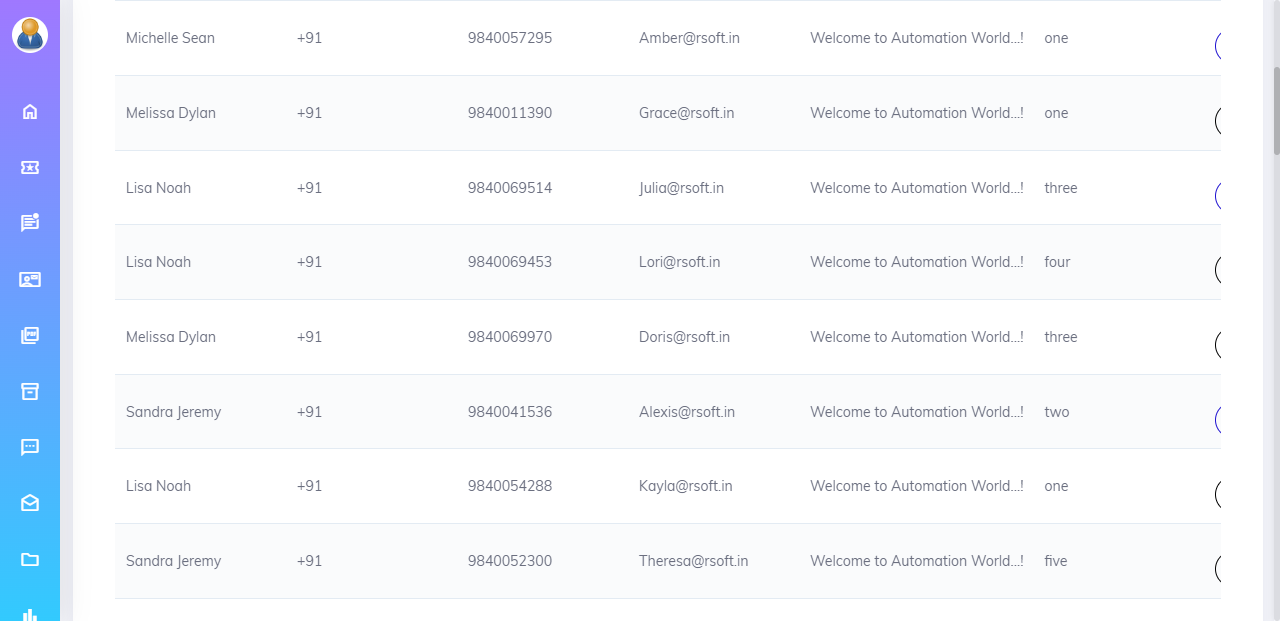 Michelle Sean +91 9840057295 Amber@rsoft.in Welcome to Automation World...! one
Melissa Dylan +91 9840011390 Grace@rsoft.in Welcome to Automation World...! one
Lisa Noah +91 9840069514 Julia@rsoft.in Welcome to Automation World...! three
Lisa Noah +91 9840069453 Lori@rsoft.in Welcome to Automation World...! four
Melissa Dylan +91 9840069970 Doris@rsoft.in Welcome to Automation World...! three
Sandra Jeremy +91 9840041536 Alexis@rsoft.in Welcome to Automation World...! two
Lisa Noah +91 9840054288 Kayla@rsoft.in Welcome to Automation World...! one
Sandra Jeremy +91 9840052300 Theresa@rsoft.in Welcome to Automation World...! five